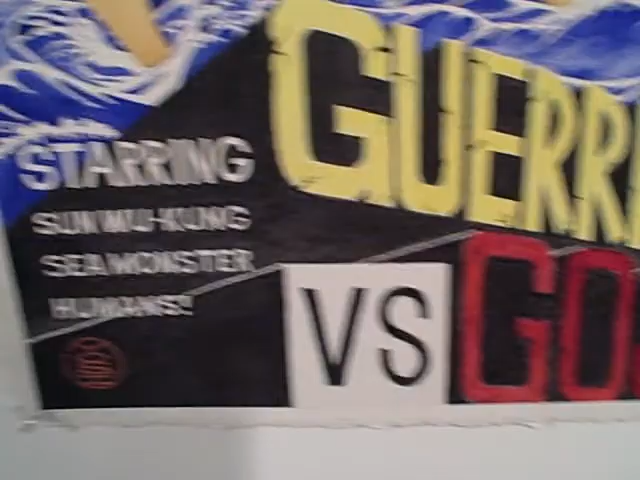 GUERR
STARRING
SUN WU-KUNG
SEA MONSTER
HUMANS!!
VS
GO